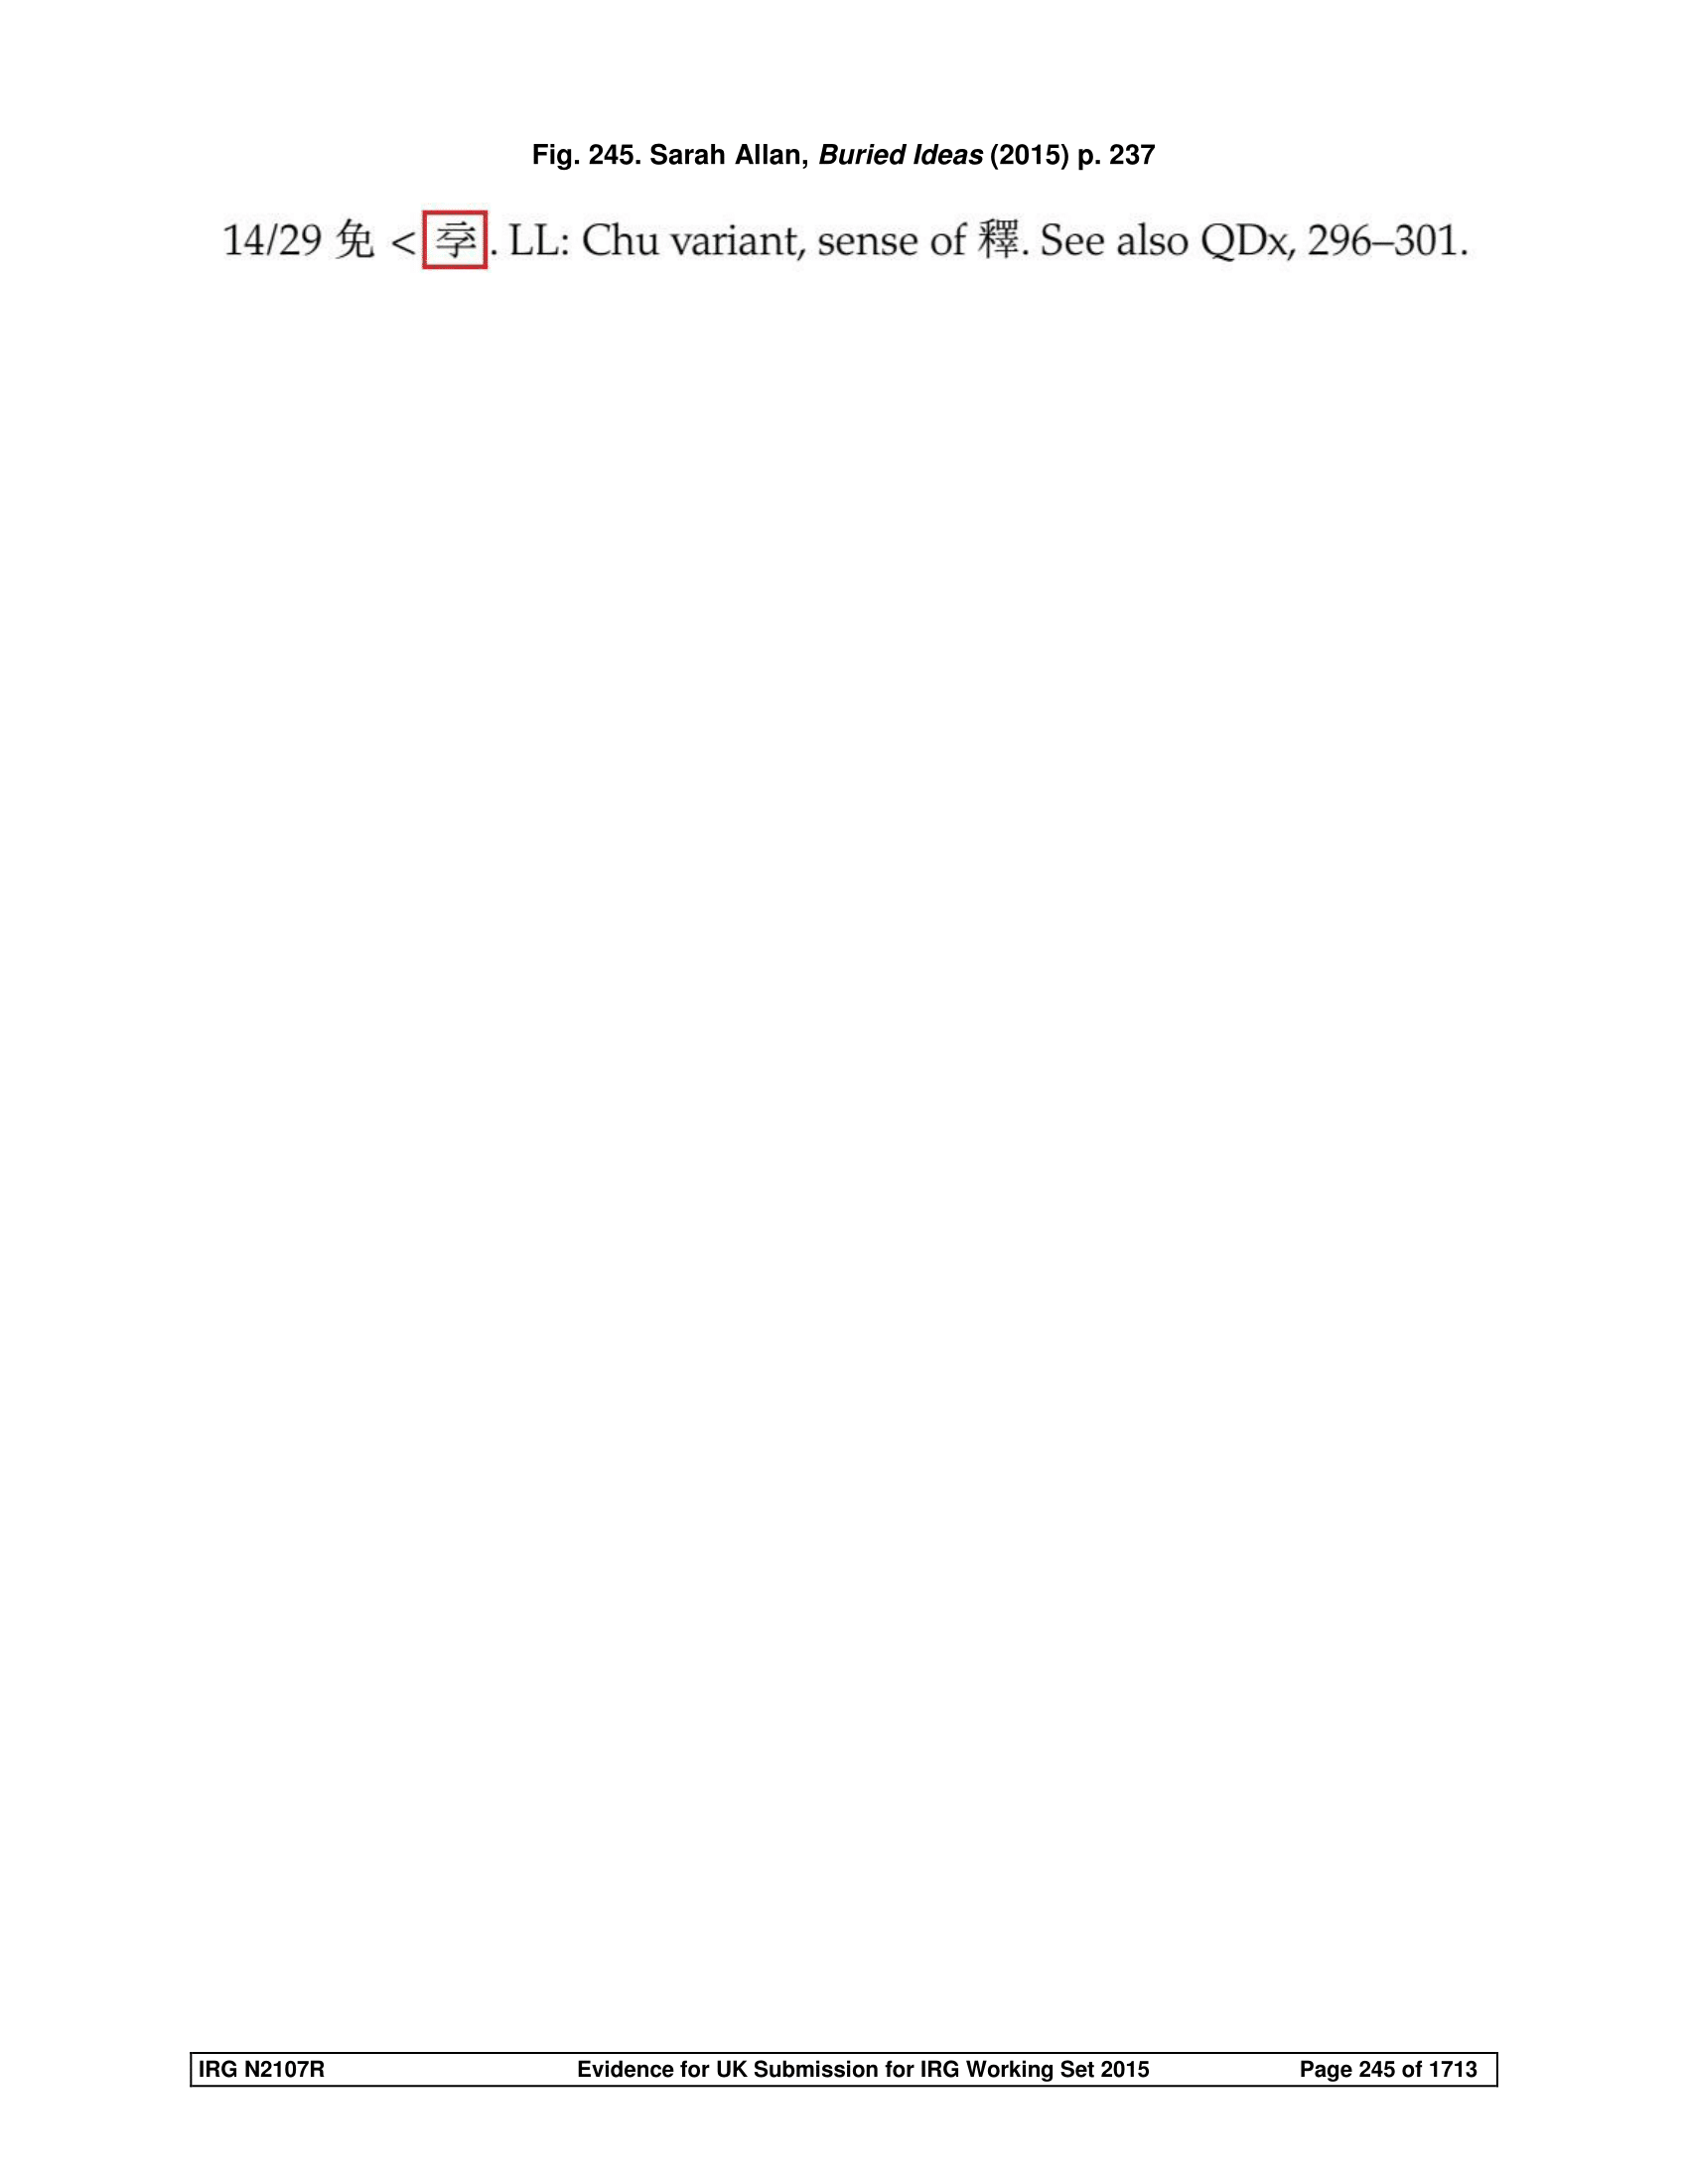 Fig. 245. Sarah Allan, Buried Ideas (2015) p. 237
14/29 免 < . LL: Chu variant, sense of 釋. See also QDx, 296–301.
IRG N2107R Evidence for UK Submission for IRG Working Set 2015 Page 245 of 1713